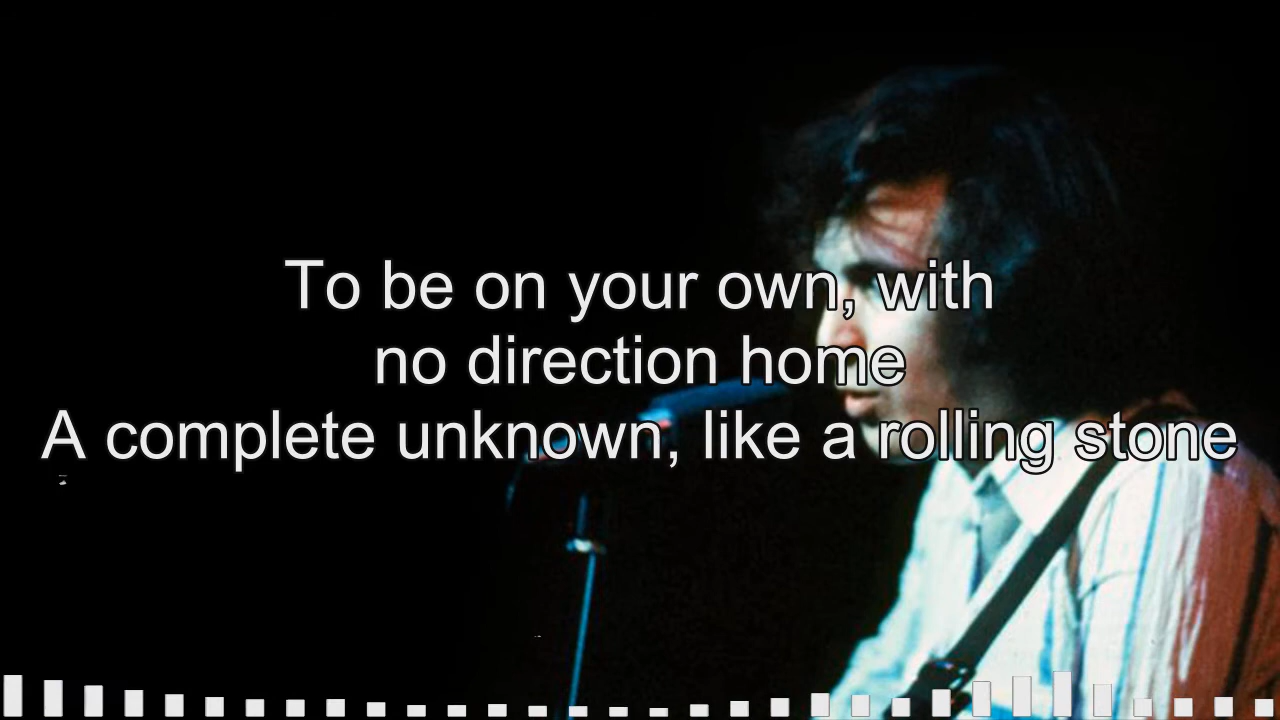 To be on your own, with
no direction home
A complete unknown, like a rolling stone